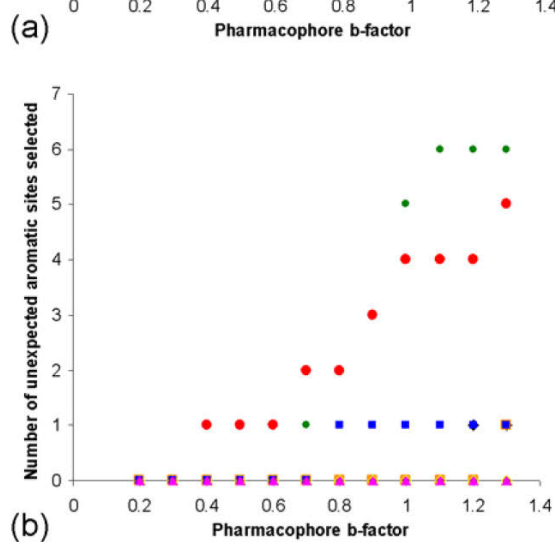 0 0.2 0.4 0.6 0.8 1 1.2 1.4
(a) Pharmacophore b-factor
Number of unexpected aromatic sites selected
7
6
5
4
3
2
1
0
0 0.2 0.4 0.6 0.8 1 1.2 1.4
(b) Pharmacophore b-factor